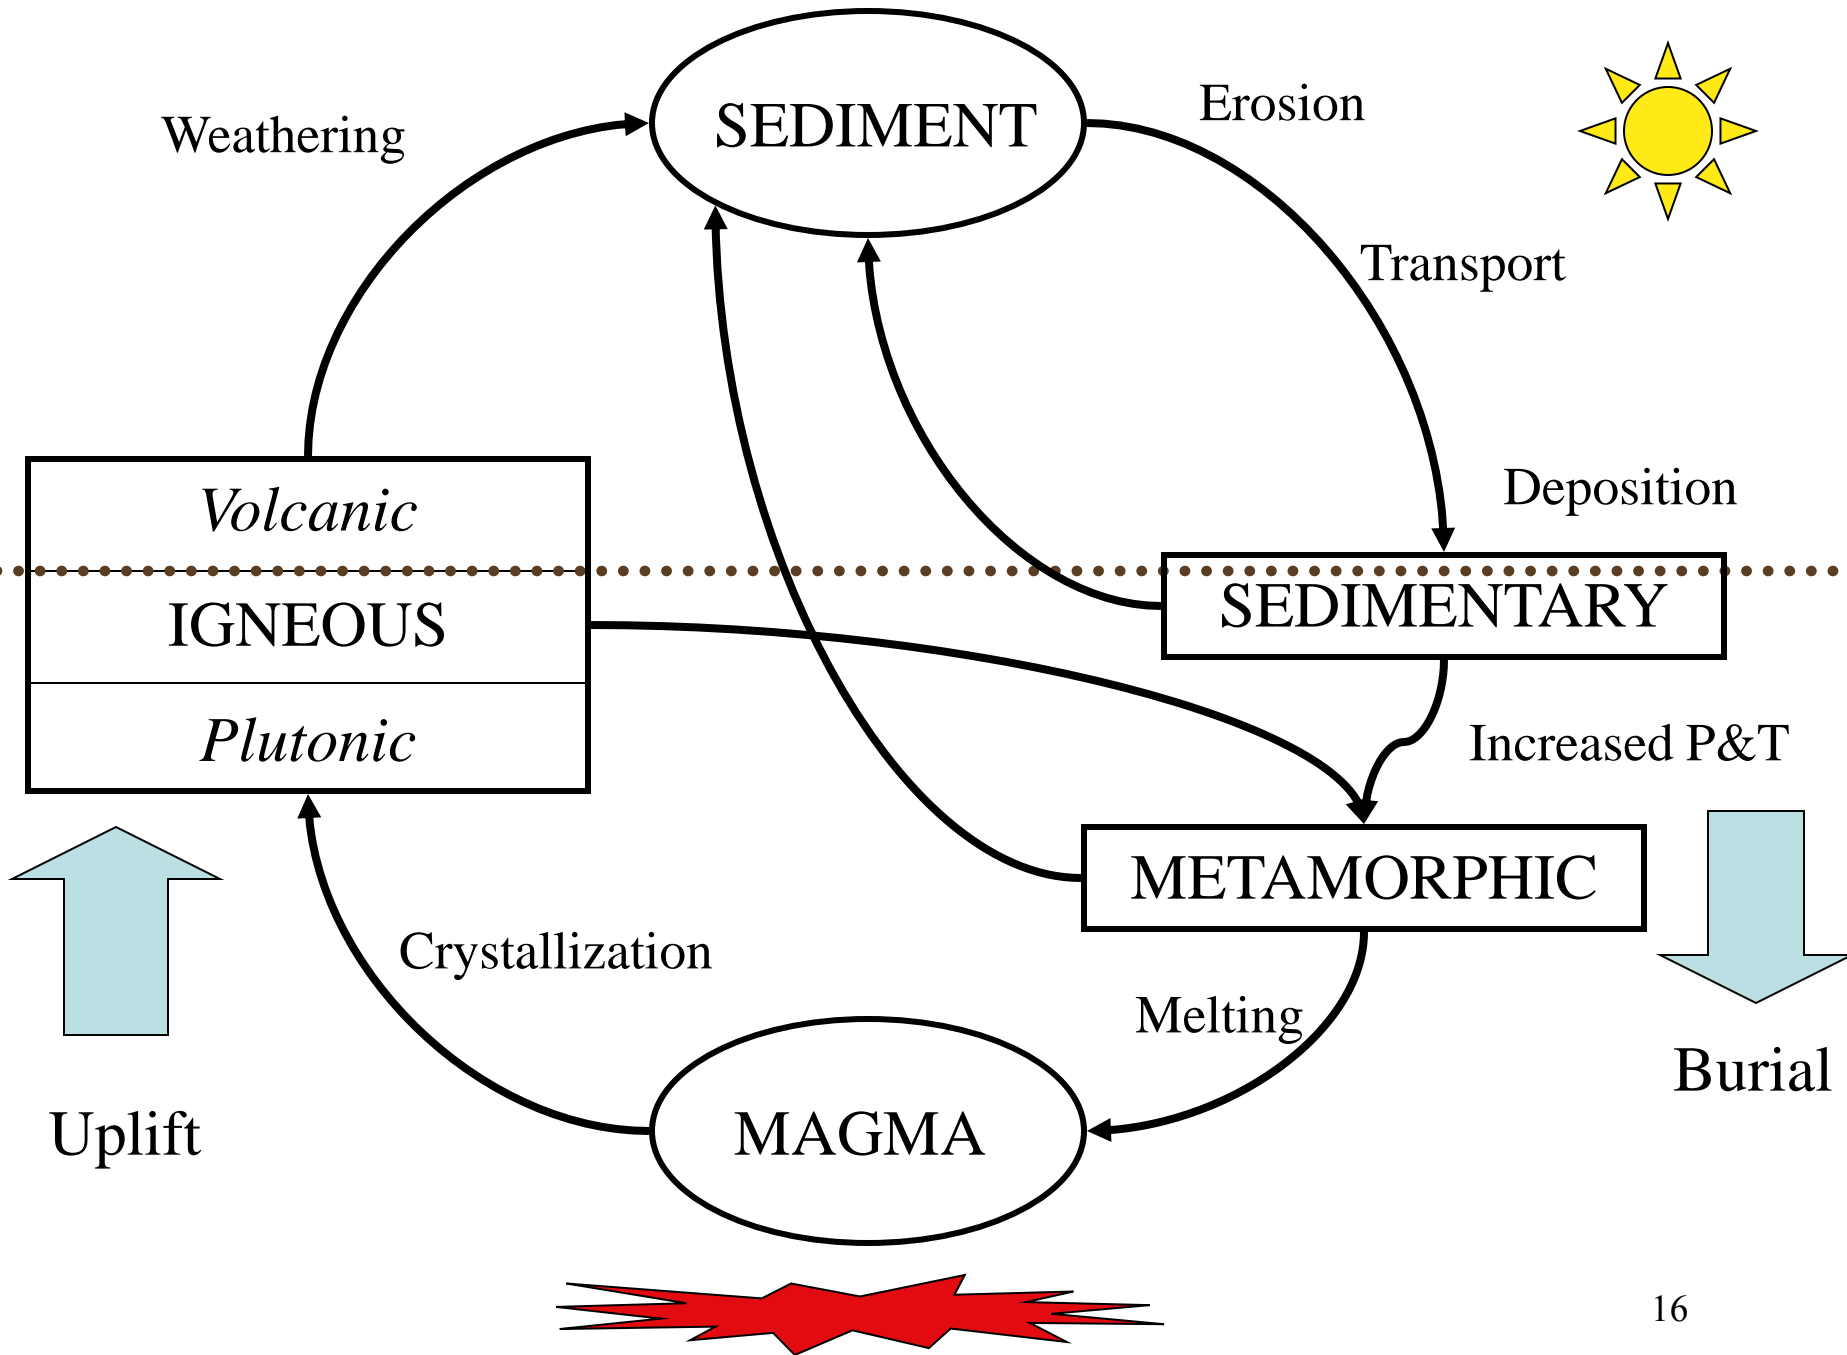 SEDIMENT
Erosion
Weathering
Transport
Deposition
Volcanic
IGNEOUS
SEDIMENTARY
Plutonic
Increased P&T
METAMORPHIC
Crystallization
Melting
Burial
Uplift
MAGMA
16